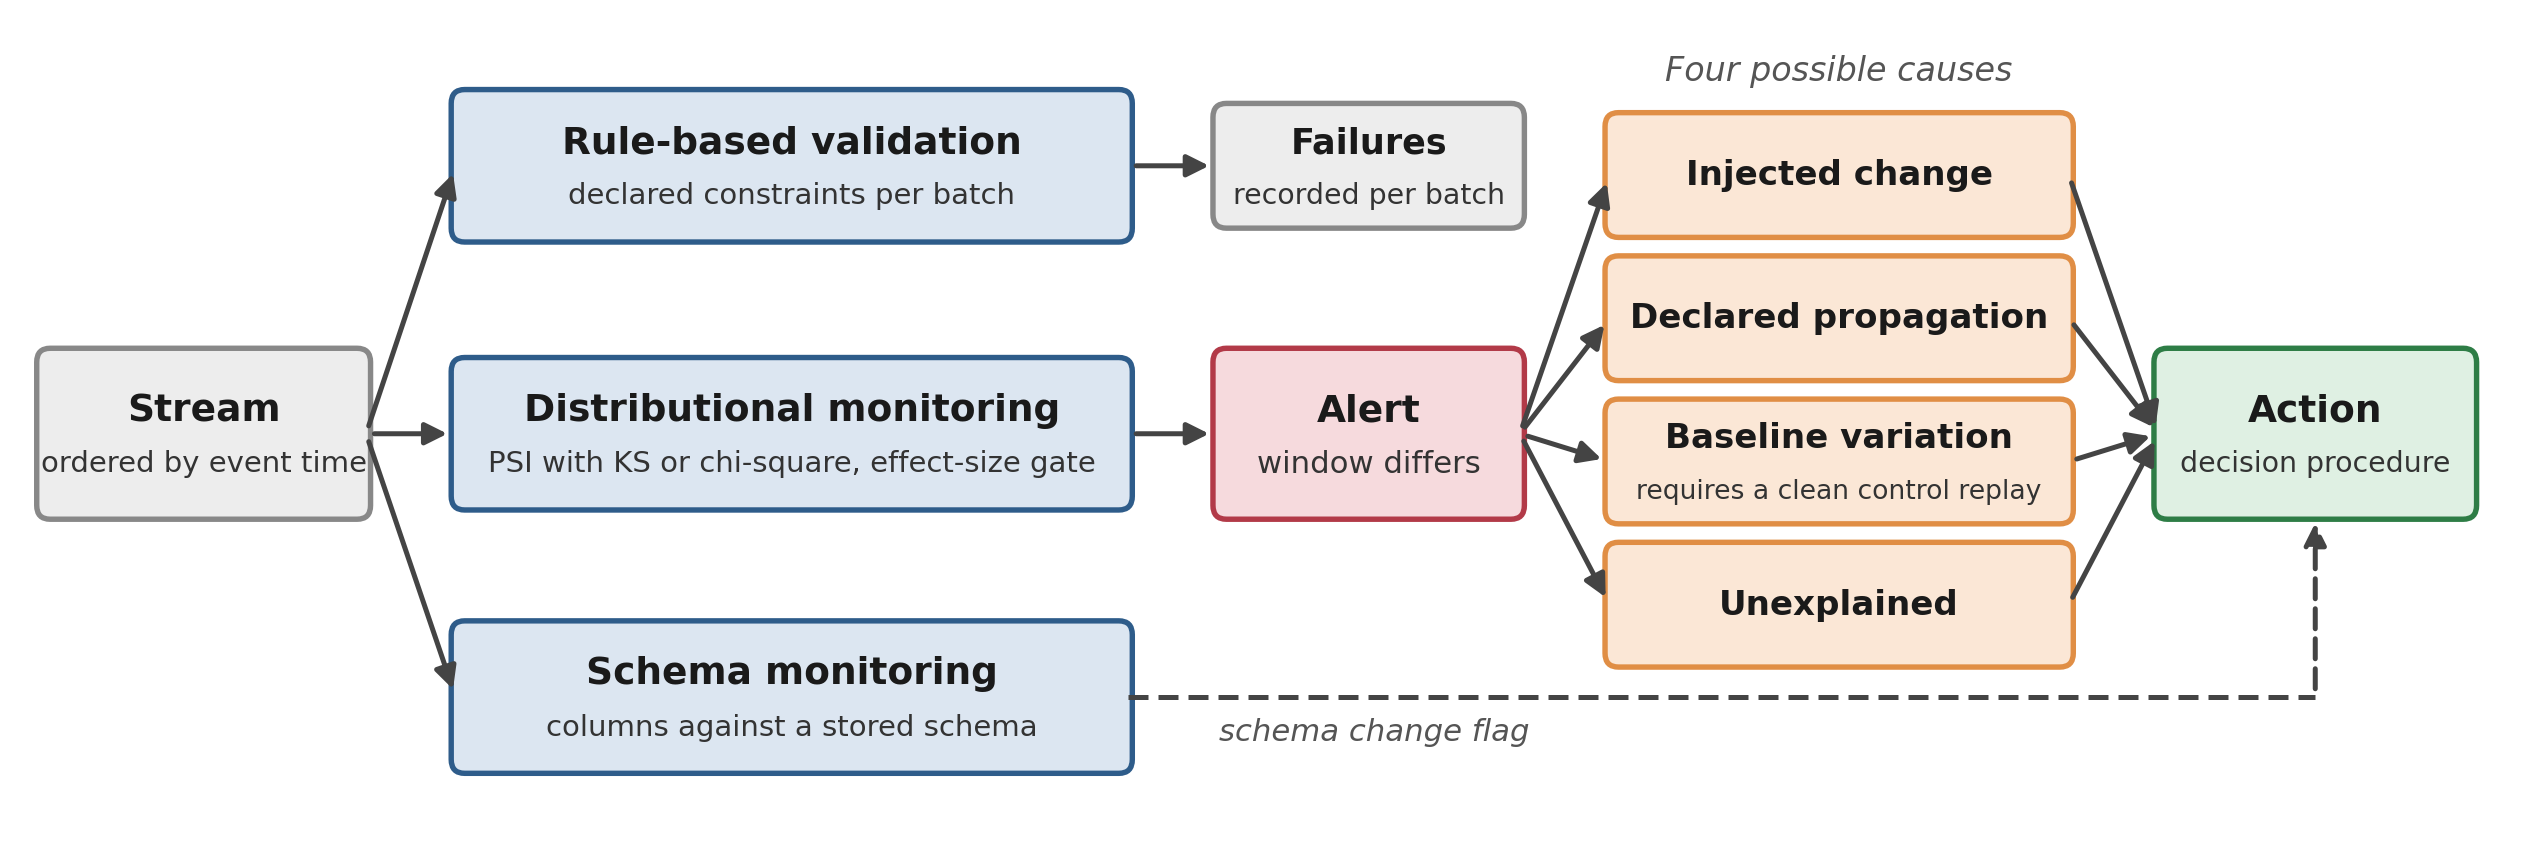 Stream
ordered by event time
Rule-based validation
declared constraints per batch
Distributional monitoring
PSI with KS or chi-square, effect-size gate
Schema monitoring
columns against a stored schema
Failures
recorded per batch
Alert
window differs
schema change flag
Four possible causes
Injected change
Declared propagation
Baseline variation
requires a clean control replay
Unexplained
Action
decision procedure